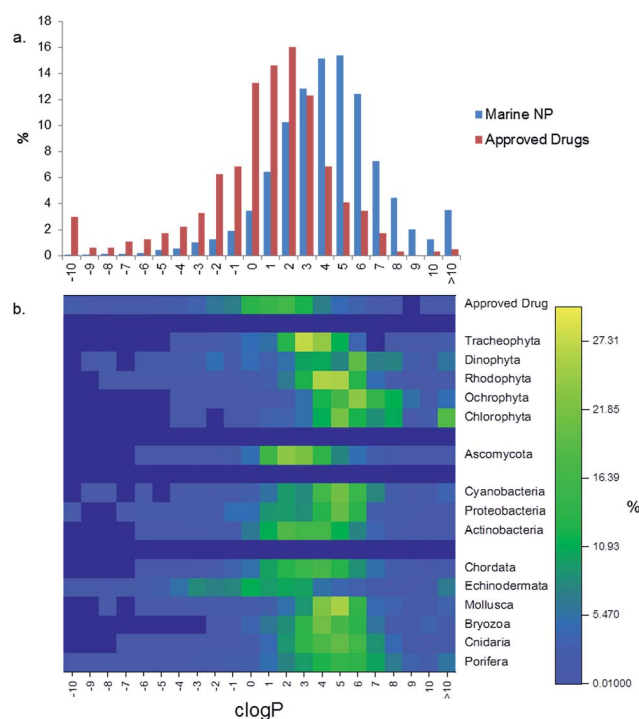 a.
18
16
14
12
10
8
6
4
2
0
%
Marine NP
Approved Drugs
-10 -9 -8 -7 -6 -5 -4 -3 -2 -1 0 1 2 3 4 5 6 7 8 9 10 >10
b.
Approved Drug
Tracheophyta
Dinophyta
Rhodophyta
Ochrophyta
Chlorophyta
Ascomycota
Cyanobacteria
Proteobacteria
Actinobacteria
Chordata
Echinodermata
Mollusca
Bryozoa
Cnidaria
Porifera
27.31
21.85
16.39
10.93
5.470
0.01000
%
-10 -9 -8 -7 -6 -5 -4 -3 -2 -1 0 1 2 3 4 5 6 7 8 9 10 >10
clogP